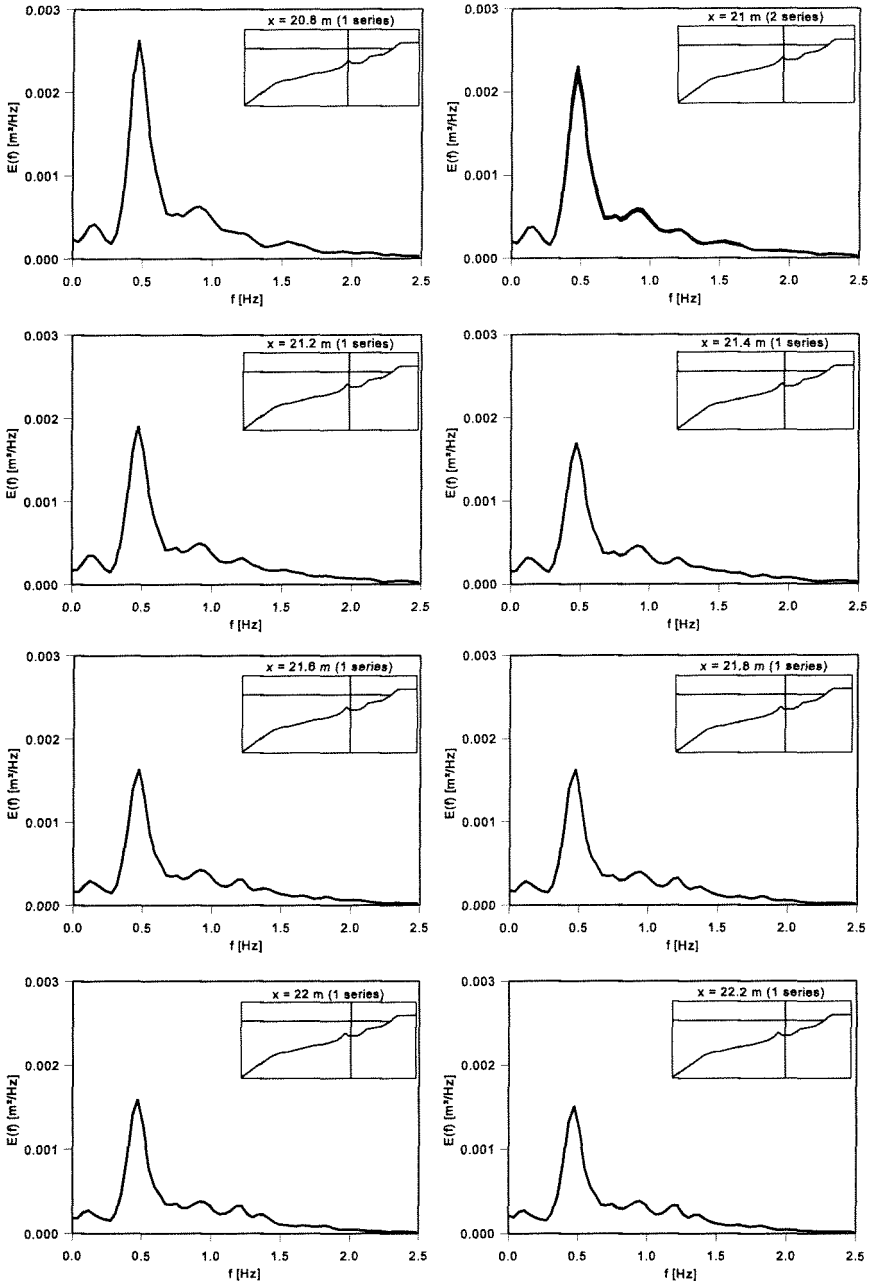 x = 20.8 m (1 series)
0.003
0.002
0.001
0.000
E(f) [m²/Hz]
0.0 0.5 1.0 1.5 2.0 2.5
f [Hz]
x = 21 m (2 series)
0.003
0.002
0.001
0.000
E(f) [m²/Hz]
0.0 0.5 1.0 1.5 2.0 2.5
f [Hz]
x = 21.2 m (1 series)
0.003
0.002
0.001
0.000
E(f) [m²/Hz]
0.0 0.5 1.0 1.5 2.0 2.5
f [Hz]
x = 21.4 m (1 series)
0.003
0.002
0.001
0.000
E(f) [m²/Hz]
0.0 0.5 1.0 1.5 2.0 2.5
f [Hz]
x = 21.6 m (1 series)
0.003
0.002
0.001
0.000
E(f) [m²/Hz]
0.0 0.5 1.0 1.5 2.0 2.5
f [Hz]
x = 21.8 m (1 series)
0.003
0.002
0.001
0.000
E(f) [m²/Hz]
0.0 0.5 1.0 1.5 2.0 2.5
f [Hz]
x = 22 m (1 series)
0.003
0.002
0.001
0.000
E(f) [m²/Hz]
0.0 0.5 1.0 1.5 2.0 2.5
f [Hz]
x = 22.2 m (1 series)
0.003
0.002
0.001
0.000
E(f) [m²/Hz]
0.0 0.5 1.0 1.5 2.0 2.5
f [Hz]